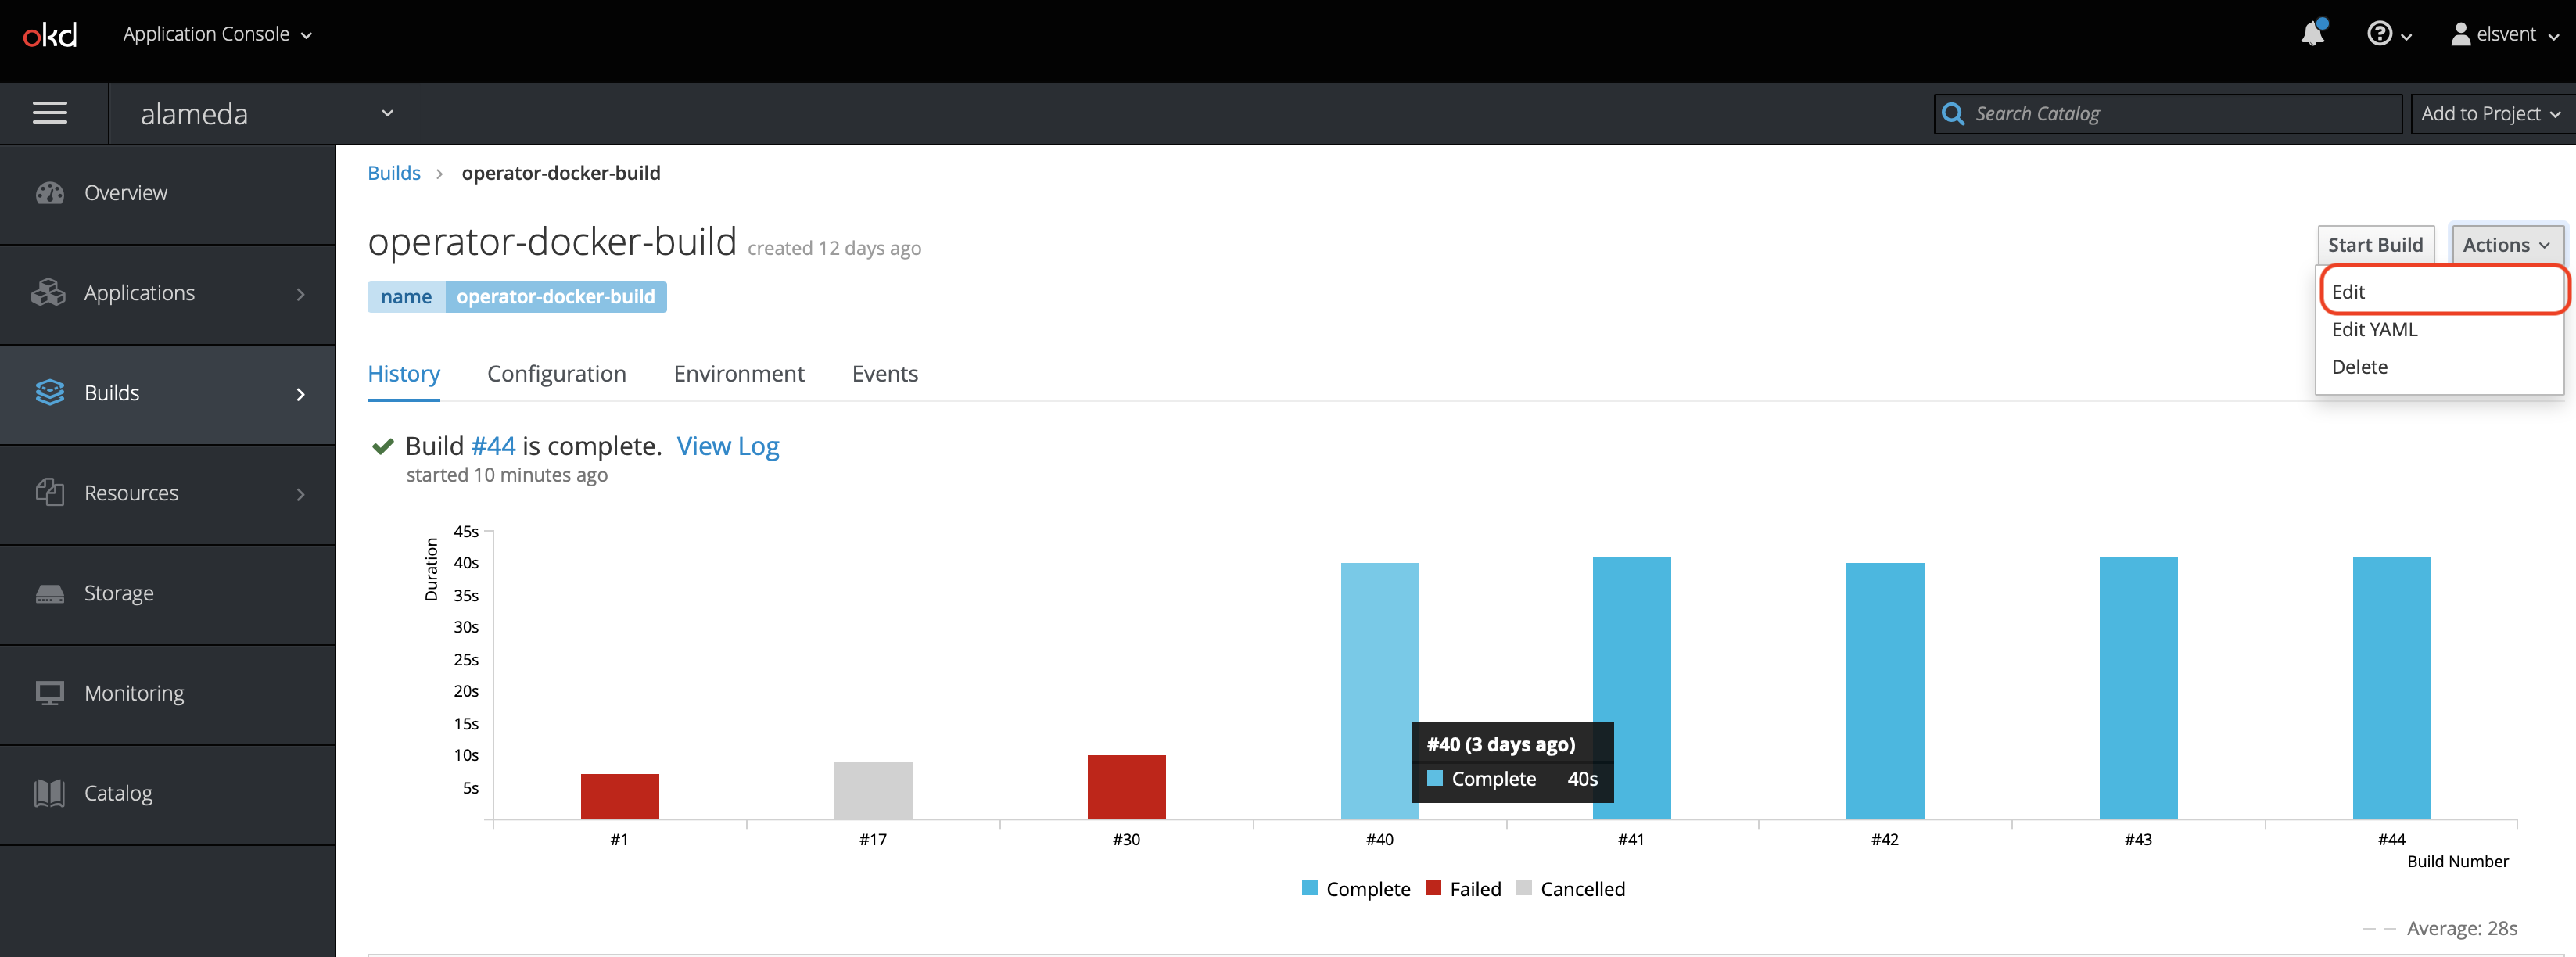 okd Application Console elsvent
alameda Search Catalog Add to Project
Overview
Applications
Builds
Resources
Storage
Monitoring
Catalog
Builds operator-docker-build
operator-docker-build created 12 days ago
Start Build Actions
Edit
Edit YAML
Delete
name operator-docker-build
History Configuration Environment Events
Build #44 is complete. View Log
started 10 minutes ago
Duration
45s
40s
35s
30s
25s
20s
15s
10s
5s
#40 (3 days ago)
Complete 40s
#1 #17 #30 #40 #41 #42 #43 #44
Build Number
Complete Failed Cancelled
Average: 28s